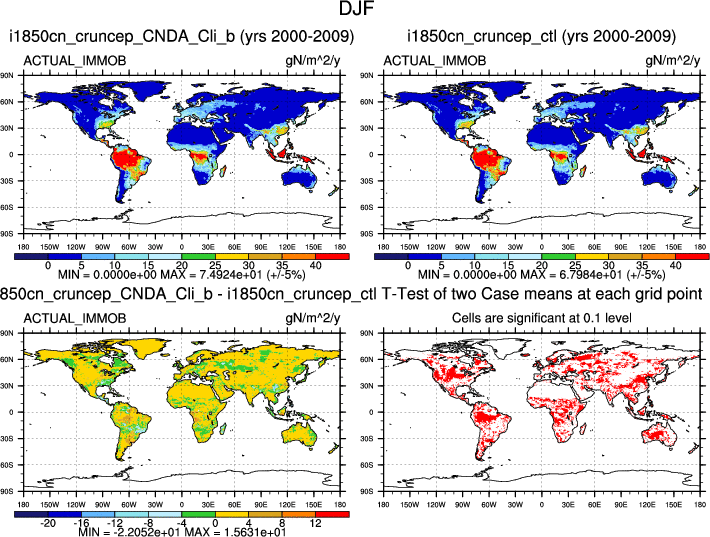 DJF
i1850cn_cruncep_CNDA_Cli_b (yrs 2000-2009)
i1850cn_cruncep_ctl (yrs 2000-2009)
ACTUAL_IMMOB gN/m^2/y
ACTUAL_IMMOB gN/m^2/y
90N
60N
30N
0
30S
60S
90S
180 150W 120W 90W 60W 30W 0 30E 60E 90E 120E 150E 180
90N
60N
30N
0
30S
60S
90S
180 150W 120W 90W 60W 30W 0 30E 60E 90E 120E 150E 180
0 5 10 15 20 25 30 35 40
MIN = 0.0000e+00 MAX = 7.4924e+01 (+/-5%)
0 5 10 15 20 25 30 35 40
MIN = 0.0000e+00 MAX = 6.7984e+01 (+/-5%)
850cn_cruncep_CNDA_Cli_b - i1850cn_cruncep_ctl
T-Test of two Case means at each grid point
ACTUAL_IMMOB gN/m^2/y
Cells are significant at 0.1 level
90N
60N
30N
0
30S
60S
90S
180 150W 120W 90W 60W 30W 0 30E 60E 90E 120E 150E 180
90N
60N
30N
0
30S
60S
90S
180 150W 120W 90W 60W 30W 0 30E 60E 90E 120E 150E 180
-20 -16 -12 -8 -4 0 4 8 12
MIN = -2.2052e+01 MAX = 1.5631e+01